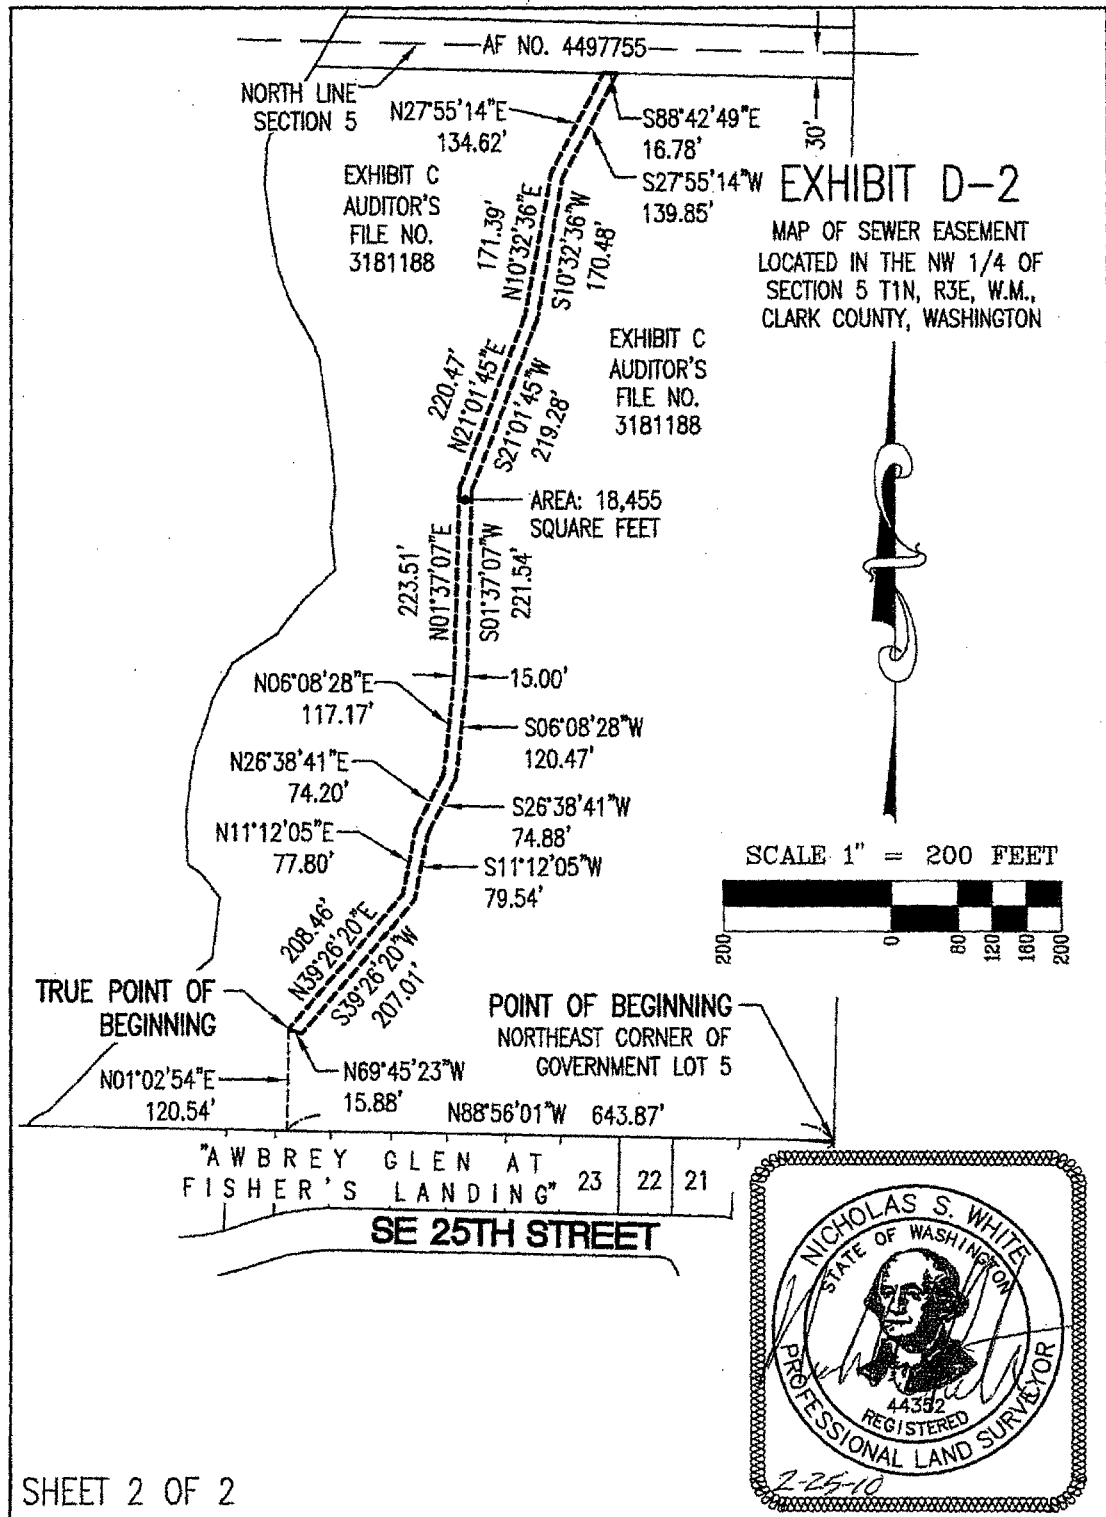 AF NO. 4497755
NORTH LINE
SECTION 5
N27°55'14"E
134.62'
S88°42'49"E
16.78'
30'
S27°55'14"W
139.85'
EXHIBIT C
AUDITOR'S
FILE NO.
3181188
EXHIBIT D-2
MAP OF SEWER EASEMENT
LOCATED IN THE NW 1/4 OF
SECTION 5 T1N, R3E, W.M.,
CLARK COUNTY, WASHINGTON
171.39'
N10°32'36"E
S10°32'36"W
170.48'
EXHIBIT C
AUDITOR'S
FILE NO.
3181188
220.47'
N21°01'45"E
S21°01'45"W
219.28'
AREA: 18,455
SQUARE FEET
223.51'
N01°37'07"E
S01°37'07"W
221.54'
15.00'
N06°08'28"E
117.17'
S06°08'28"W
120.47'
N26°38'41"E
74.20'
S26°38'41"W
74.88'
N11°12'05"E
77.80'
S11°12'05"W
79.54'
SCALE 1" = 200 FEET
200 0 80 120 160 200
208.46'
N39°26'20"E
S39°26'20"W
207.01'
TRUE POINT OF
BEGINNING
POINT OF BEGINNING
NORTHEAST CORNER OF
GOVERNMENT LOT 5
N01°02'54"E
120.54'
N69°45'23"W
15.88'
N88°56'01"W 643.87'
"AWBREY GLEN AT
FISHER'S LANDING"
23 22 21
SE 25TH STREET
NICHOLAS S. WHITE
STATE OF WASHINGTON
44352
REGISTERED
PROFESSIONAL LAND SURVEYOR
2-25-10
SHEET 2 OF 2